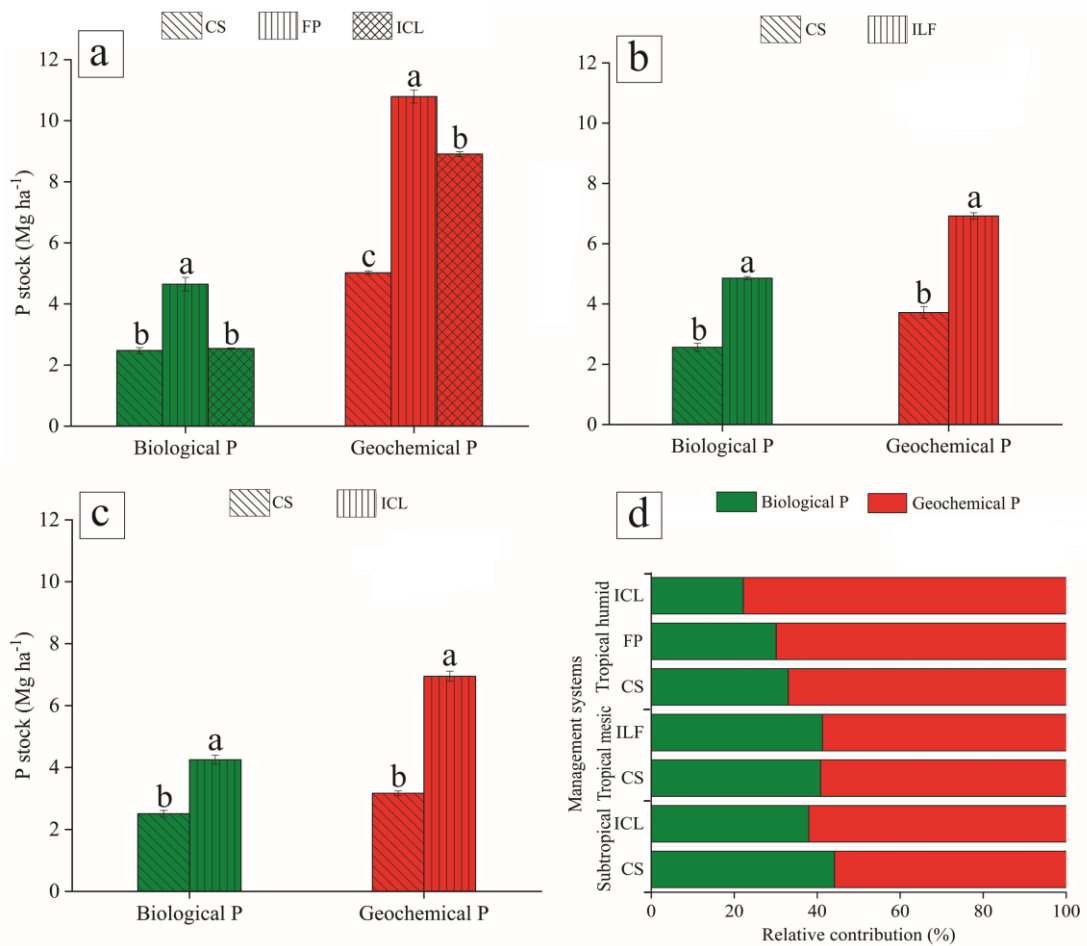 CS FP ICL
a
12
10
8
6
4
2
0
P stock (Mg ha⁻¹)
b a b
c a b
Biological P Geochemical P
CS ILF
b
12
10
8
6
4
2
0
b a
b a
Biological P Geochemical P
CS ICL
c
12
10
8
6
4
2
0
P stock (Mg ha⁻¹)
b a
b a
Biological P Geochemical P
Biological P Geochemical P
d
Management systems
Tropical humid
ICL
FP
CS
Tropical mesic
ILF
CS
Subtropical
ICL
CS
0 20 40 60 80 100
Relative contribution (%)